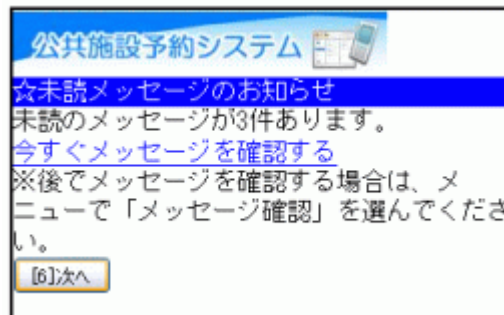 公共施設予約システム
☆未読メッセージのお知らせ
未読のメッセージが3件あります。
今すぐメッセージを確認する
※後でメッセージを確認する場合は、メ
ニューで「メッセージ確認」を選んでくださ
い。
[6]次へ